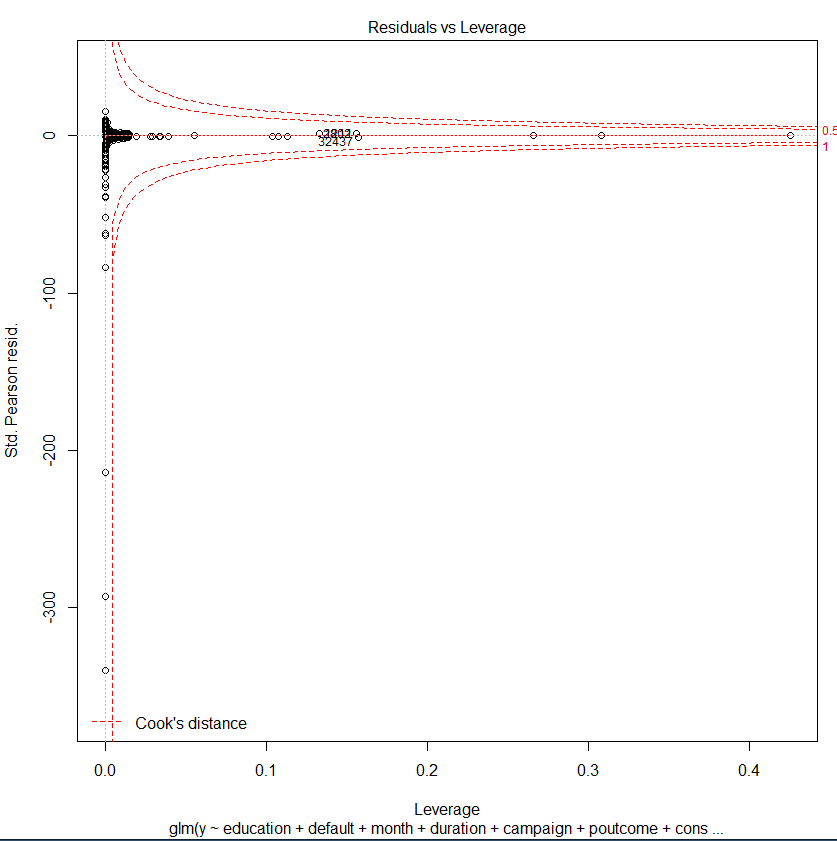 Residuals vs Leverage
0.5
0
32437
1
-100
Std. Pearson resid.
-200
-300
Cook's distance
0.0 0.1 0.2 0.3 0.4
Leverage
glm(y ~ education + default + month + duration + campaign + poutcome + cons ...